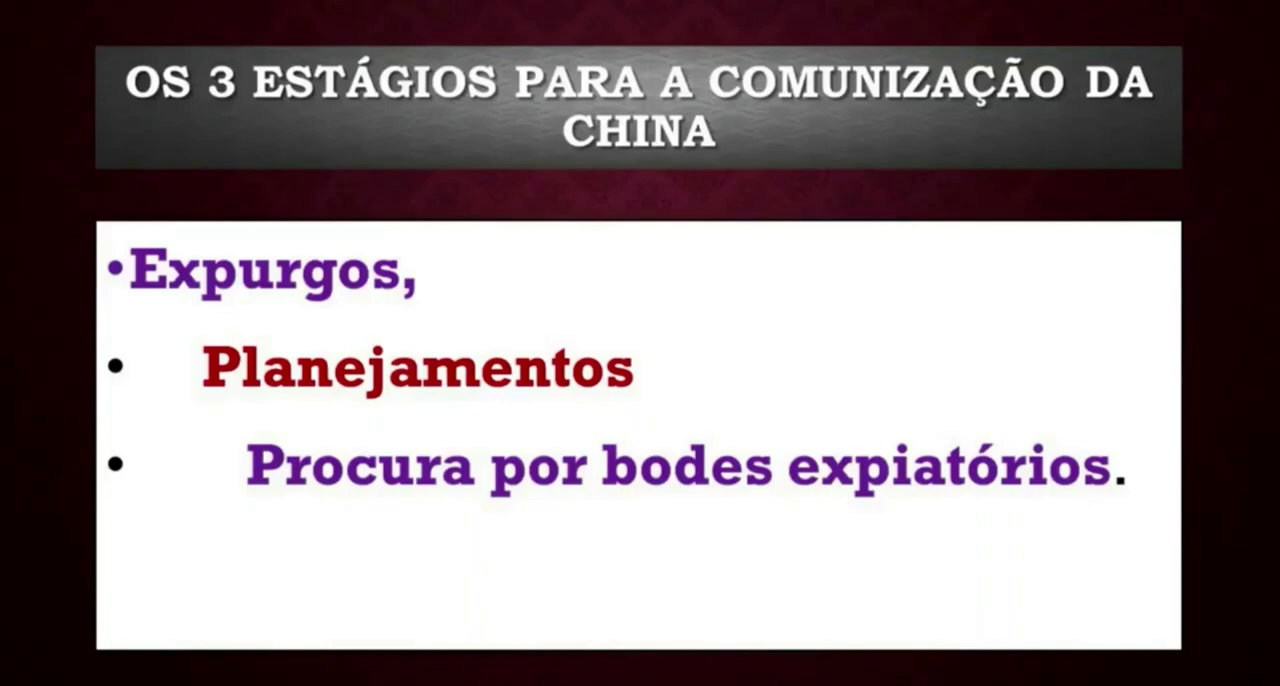 OS 3 ESTÁGIOS PARA A COMUNIZAÇÃO DA
CHINA
•Expurgos,
• Planejamentos
• Procura por bodes expiatórios.